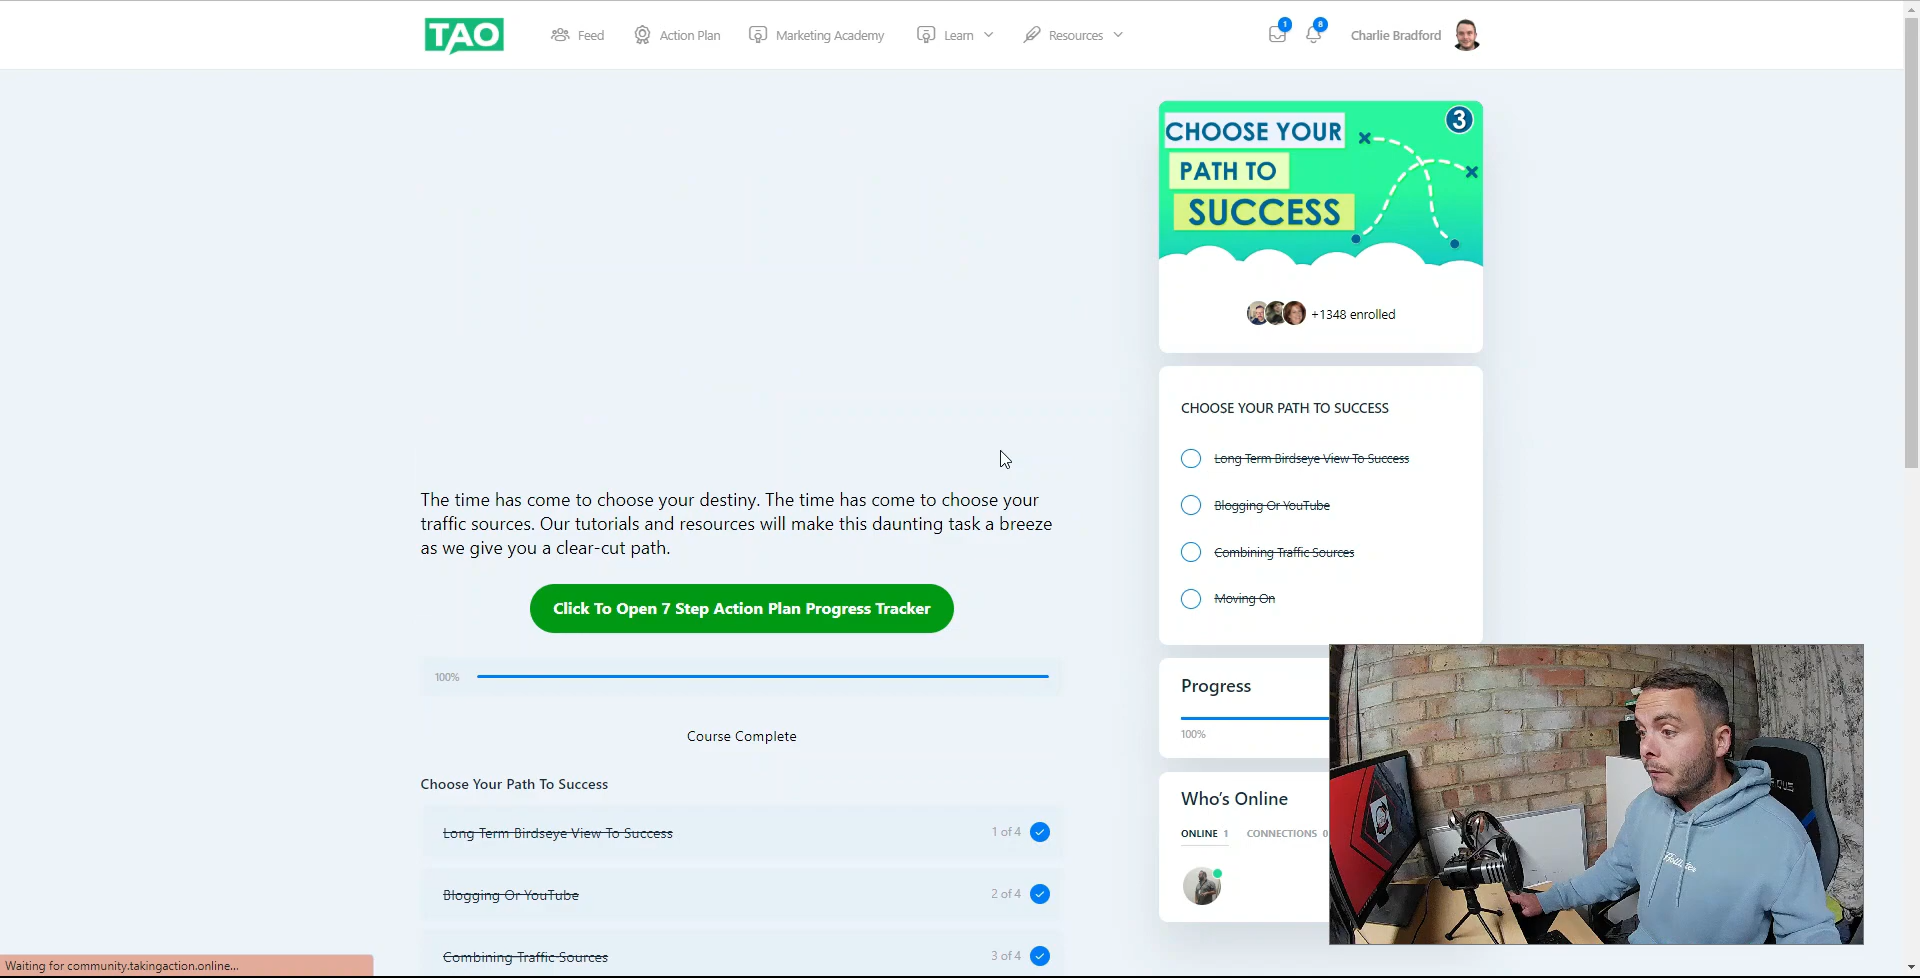 TAO
Feed
Action Plan
Marketing Academy
Learn
Resources
1
8
Charlie Bradford
CHOOSE YOUR
PATH TO
SUCCESS
3
+1348 enrolled
CHOOSE YOUR PATH TO SUCCESS
Long Term Birdseye View To Success
Blogging Or YouTube
Combining Traffic Sources
Moving On
The time has come to choose your destiny. The time has come to choose your
traffic sources. Our tutorials and resources will make this daunting task a breeze
as we give you a clear-cut path.
Click To Open 7 Step Action Plan Progress Tracker
100%
Course Complete
Choose Your Path To Success
Long Term Birdseye View To Success
1 of 4
Blogging Or YouTube
2 of 4
Combining Traffic Sources
3 of 4
Progress
100%
Who's Online
ONLINE 1
CONNECTIONS 0
Hollister
Waiting for community.takingaction.online...